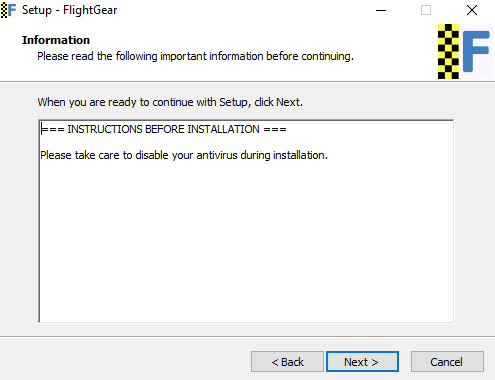 Setup - FlightGear
Information
Please read the following important information before continuing.
F
When you are ready to continue with Setup, click Next.
=== INSTRUCTIONS BEFORE INSTALLATION ===
Please take care to disable your antivirus during installation.
< Back
Next >
Cancel